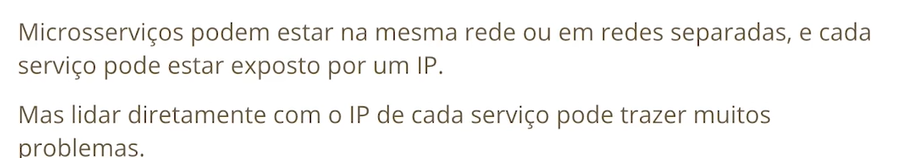 Microsserviços podem estar na mesma rede ou em redes separadas, e cada
serviço pode estar exposto por um IP.
Mas lidar diretamente com o IP de cada serviço pode trazer muitos
problemas.